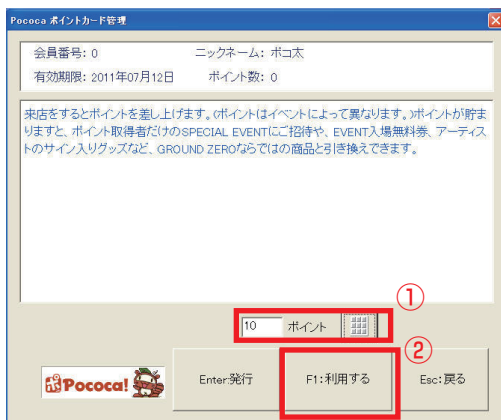 Pococa ポイントカード管理
会員番号: 0 ニックネーム: ポコ太
有効期限: 2011年07月12日 ポイント数: 0
来店をするとポイントを差し上げます。(ポイントはイベントによって異なります。)ポイントが貯ま
りますと、ポイント取得者だけのSPECIAL EVENTにご招待や、EVENT入場無料券、アーティス
トのサイン入りグッズなど、GROUND ZEROならではの商品と引き換えできます。
①
10 ポイント
②
Pococa!
Enter:発行 F1:利用する Esc:戻る